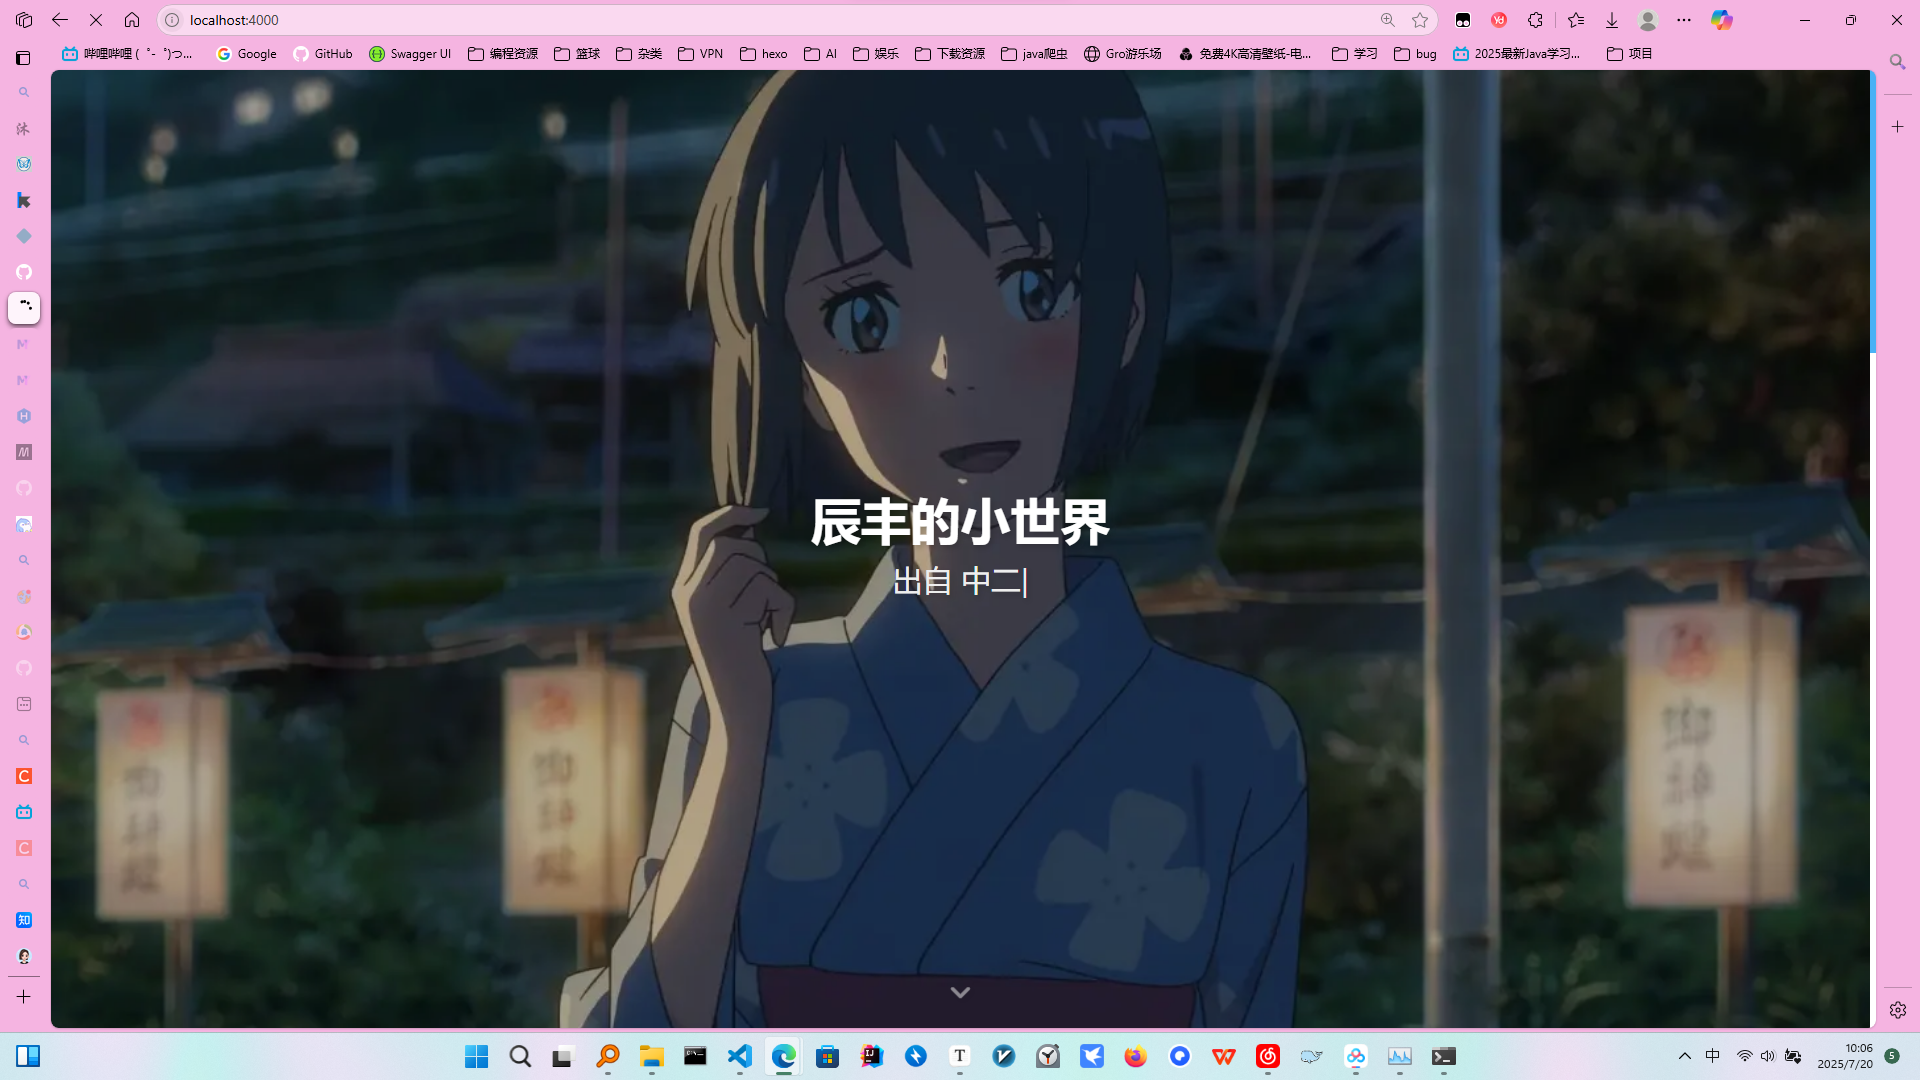 localhost:4000
哔哩哔哩 (゜-゜)つ...
Google
GitHub
Swagger UI
编程资源
篮球
杂类
VPN
hexo
AI
娱乐
下载资源
java爬虫
Gro游乐场
免费4K高清壁纸-电...
学习
bug
2025最新Java学习...
项目
辰丰的小世界
出自 中二
中
10:06
2025/7/20
5